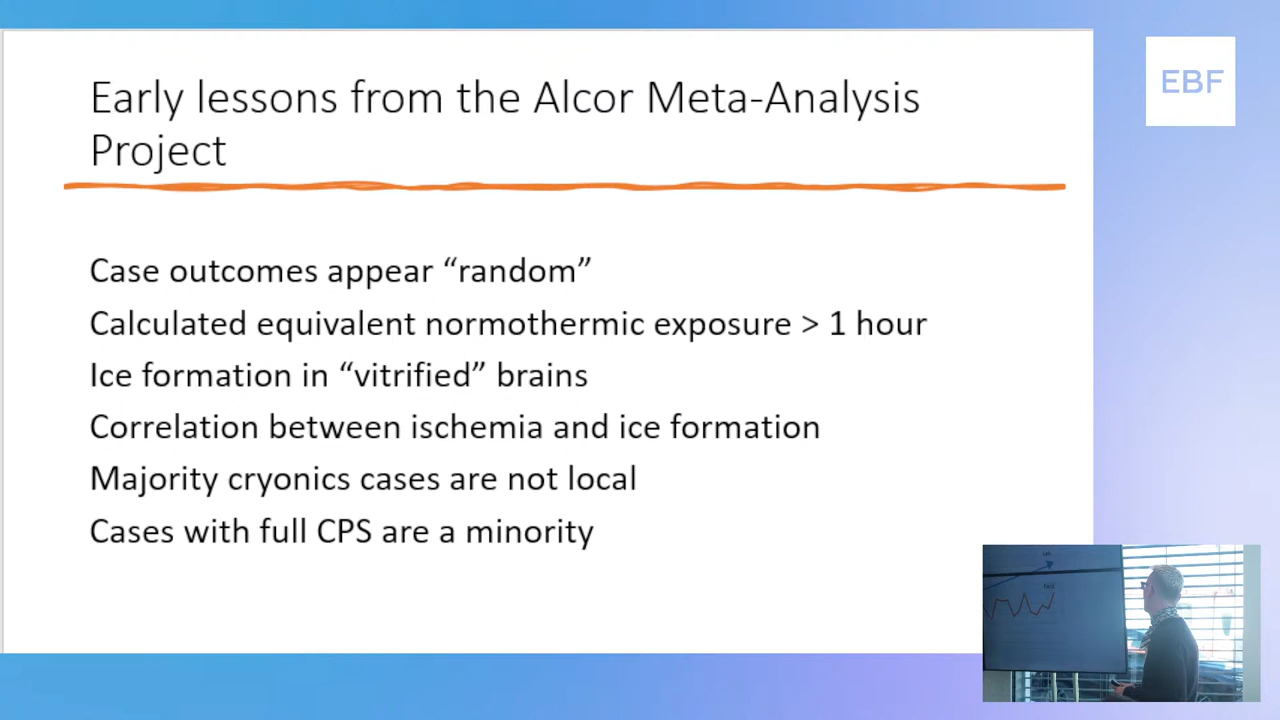 Early lessons from the Alcor Meta-Analysis
Project
Case outcomes appear “random”
Calculated equivalent normothermic exposure > 1 hour
Ice formation in “vitrified” brains
Correlation between ischemia and ice formation
Majority cryonics cases are not local
Cases with full CPS are a minority
EBF